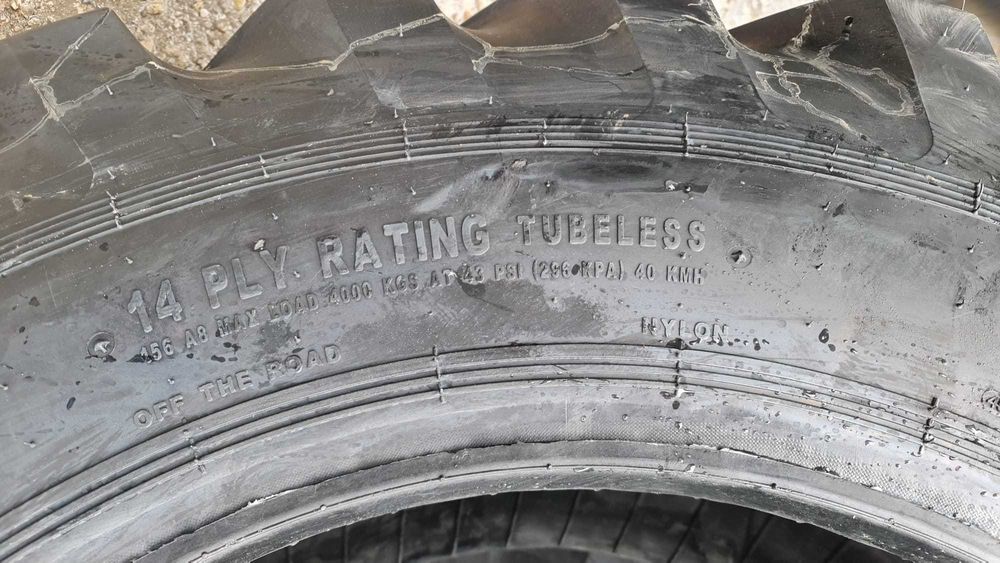 14 PLY RATING TUBELESS
156 A8 MAX LOAD 4000 KGS AT 43 PSI (296 KPA) 40 KMH
OFF THE ROAD
NYLON